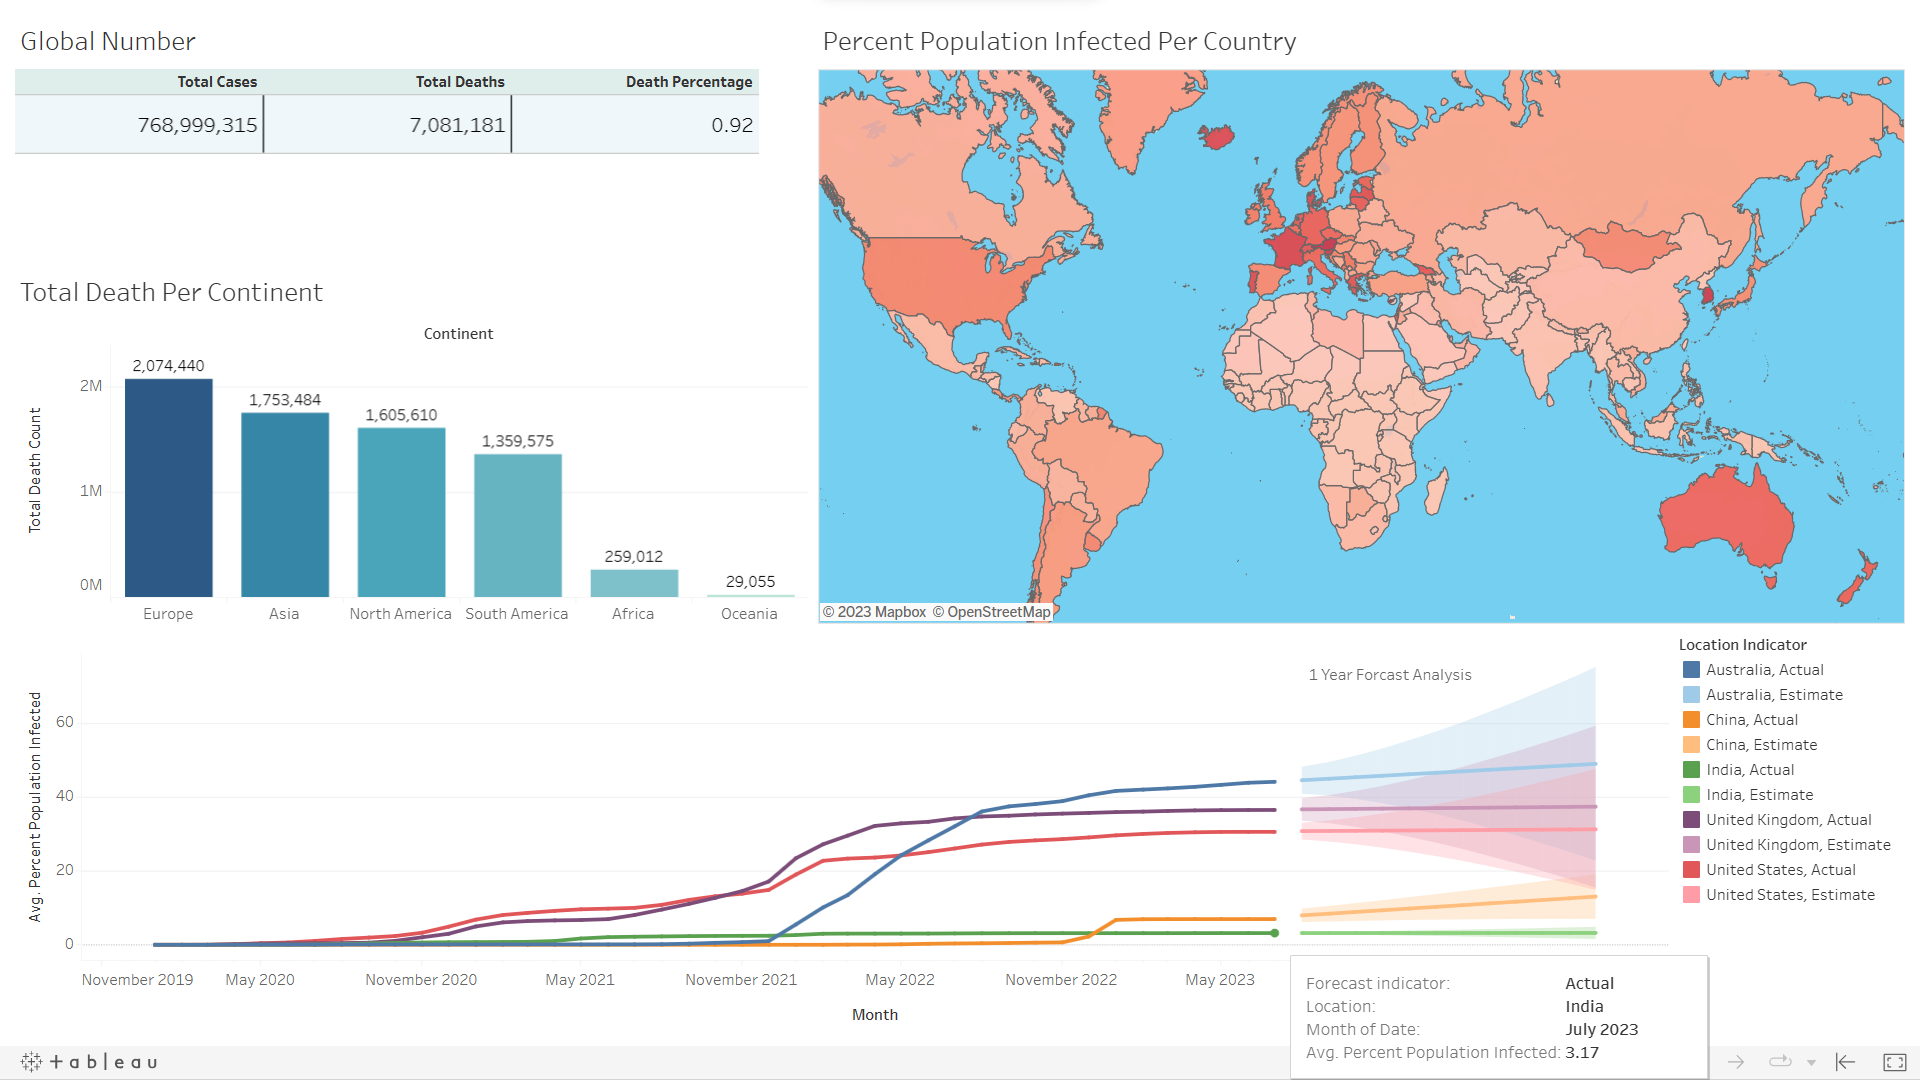 Global Number
Total Cases Total Deaths Death Percentage
768,999,315 7,081,181 0.92
Percent Population Infected Per Country
© 2023 Mapbox © OpenStreetMap
Total Death Per Continent
Continent
Total Death Count
2M
1M
0M
2,074,440
1,753,484
1,605,610
1,359,575
259,012
29,055
Europe Asia North America South America Africa Oceania
Avg. Percent Population Infected
60
40
20
0
1 Year Forcast Analysis
November 2019 May 2020 November 2020 May 2021 November 2021 May 2022 November 2022 May 2023
Month
Location Indicator
Australia, Actual
Australia, Estimate
China, Actual
China, Estimate
India, Actual
India, Estimate
United Kingdom, Actual
United Kingdom, Estimate
United States, Actual
United States, Estimate
Forecast indicator: Actual
Location: India
Month of Date: July 2023
Avg. Percent Population Infected: 3.17
+ableau